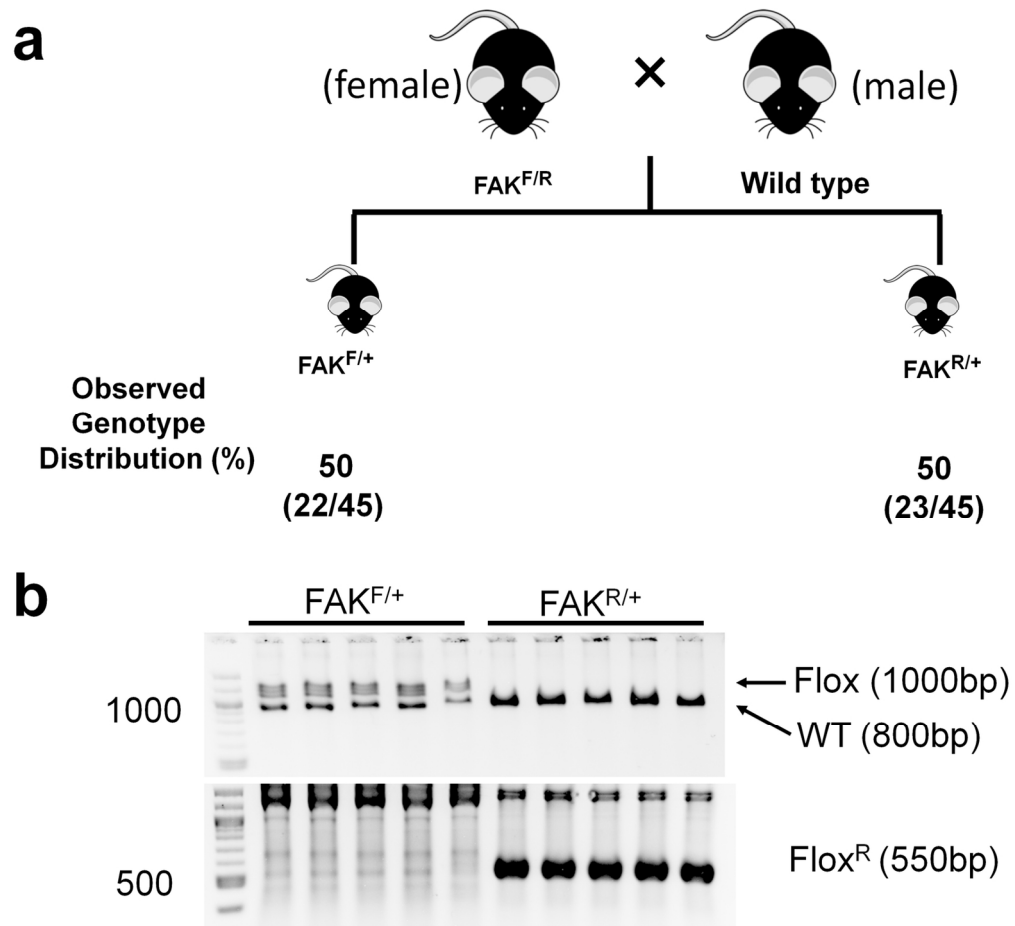 a
(female) × (male)
FAKF/R Wild type
FAKF/+ FAKR/+
Observed
Genotype
Distribution (%)
50 50
(22/45) (23/45)
b
FAKF/+ FAKR/+
Flox (1000bp)
1000
WT (800bp)
FloxR (550bp)
500